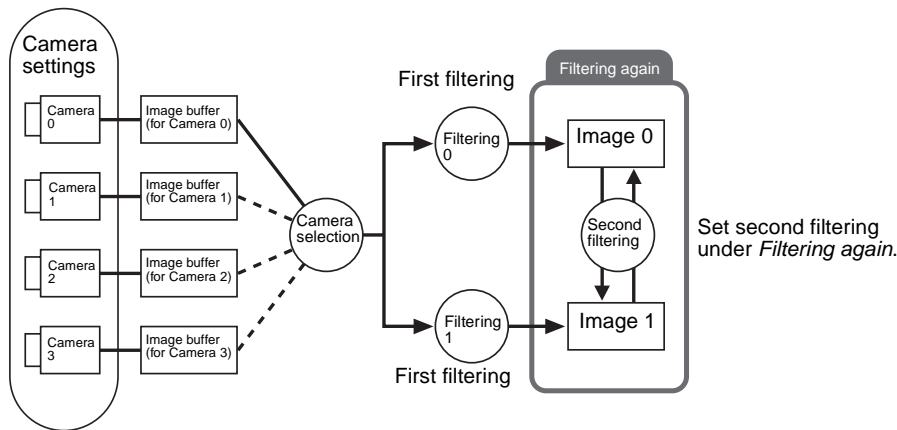 Camera
settings
Camera
0
Image buffer
(for Camera 0)
Camera
1
Image buffer
(for Camera 1)
Camera
2
Image buffer
(for Camera 2)
Camera
3
Image buffer
(for Camera 3)
Camera
selection
First filtering
Filtering
0
Filtering
1
First filtering
Filtering again
Image 0
Second
filtering
Image 1
Set second filtering
under Filtering again.